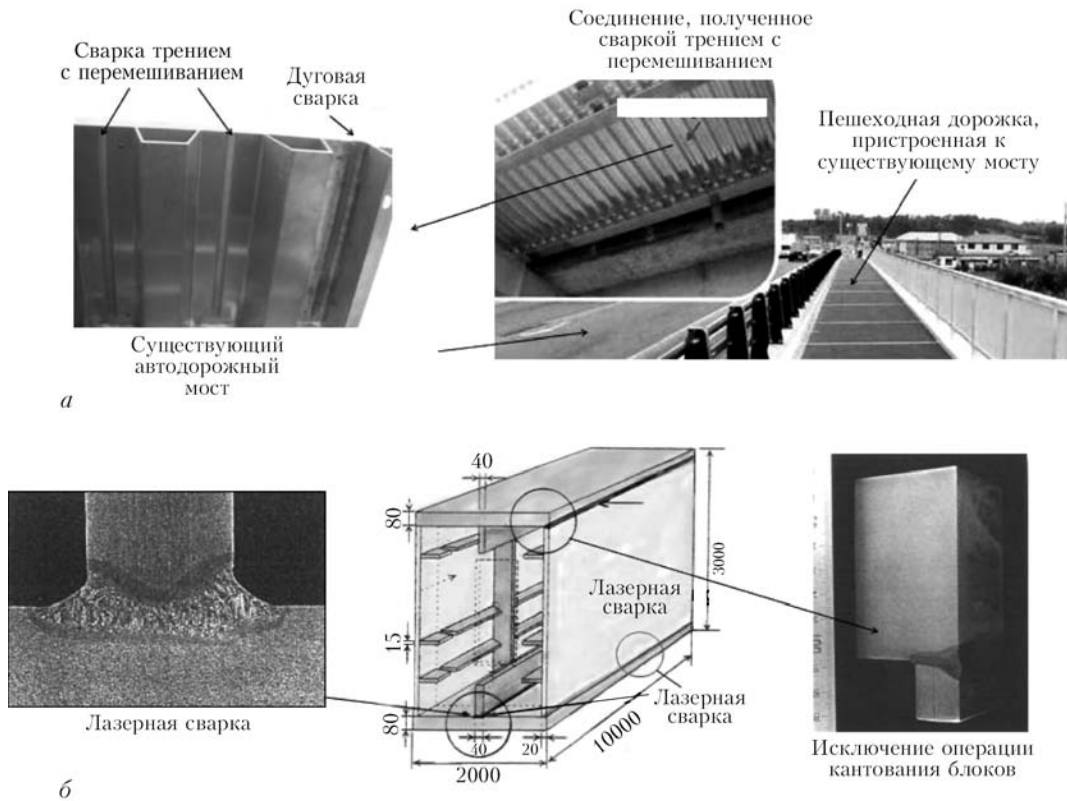 Сварка трением
с перемешиванием
Дуговая
сварка
Соединение, полученное
сваркой трением с
перемешиванием
Пешеходная дорожка,
пристроенная к
существующему мосту
Существующий
автодорожный
мост
а
40
80
3000
Лазерная
сварка
15
Лазерная
сварка
80
40
20
10000
2000
Лазерная сварка
Исключение операции
кантования блоков
б